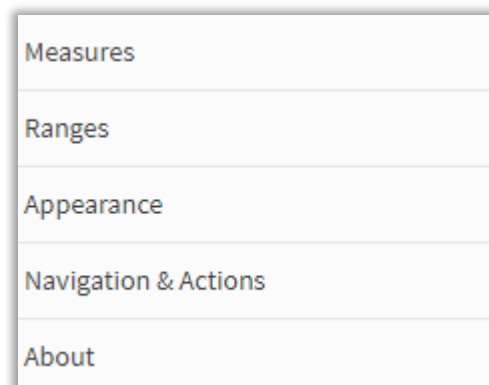 Measures
Ranges
Appearance
Navigation & Actions
About